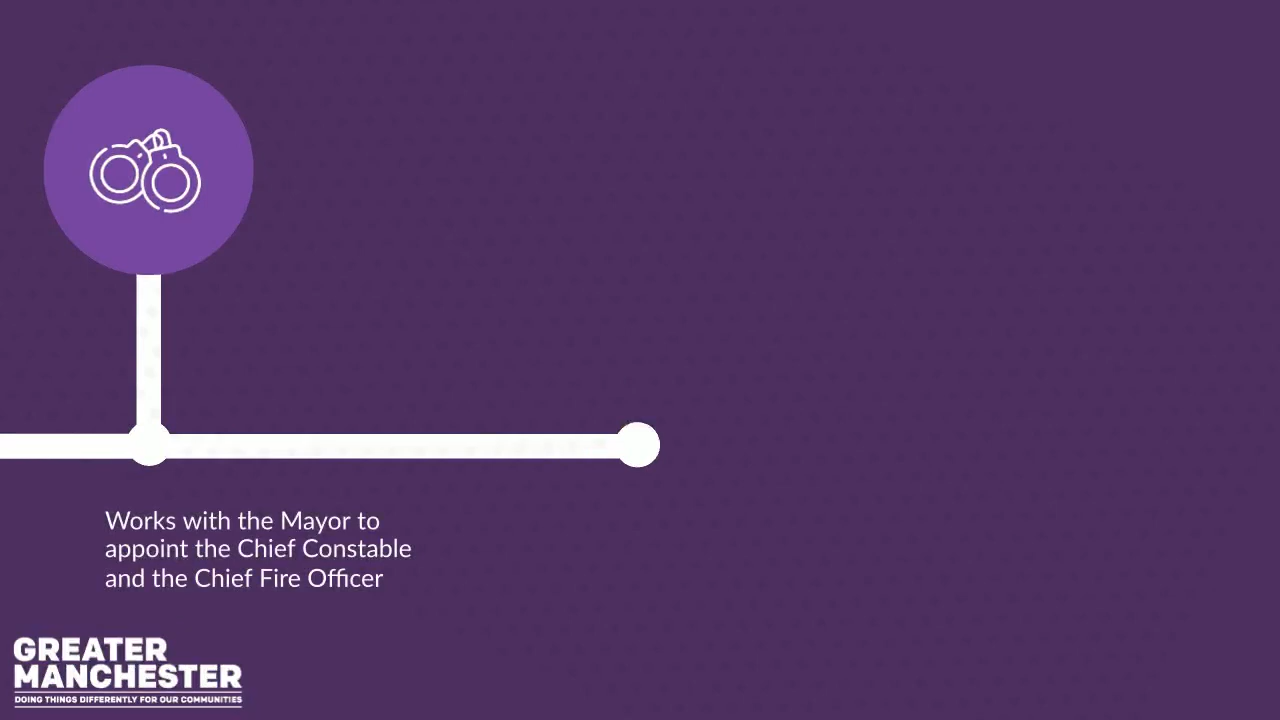 Works with the Mayor to
appoint the Chief Constable
and the Chief Fire Officer
GREATER
MANCHESTER
DOING THINGS DIFFERENTLY FOR OUR COMMUNITIES